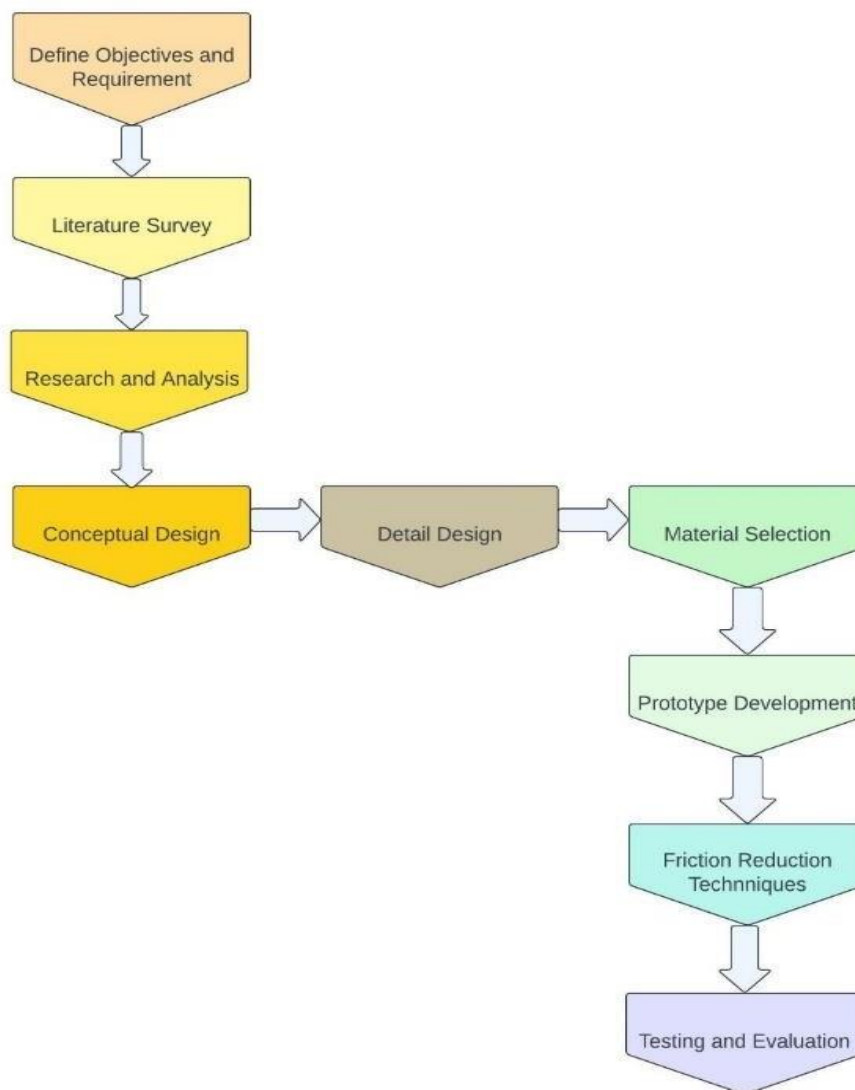 Define Objectives and
Requirement
Literature Survey
Research and Analysis
Conceptual Design
Detail Design
Material Selection
Prototype Development
Friction Reduction
Technniques
Testing and Evaluation